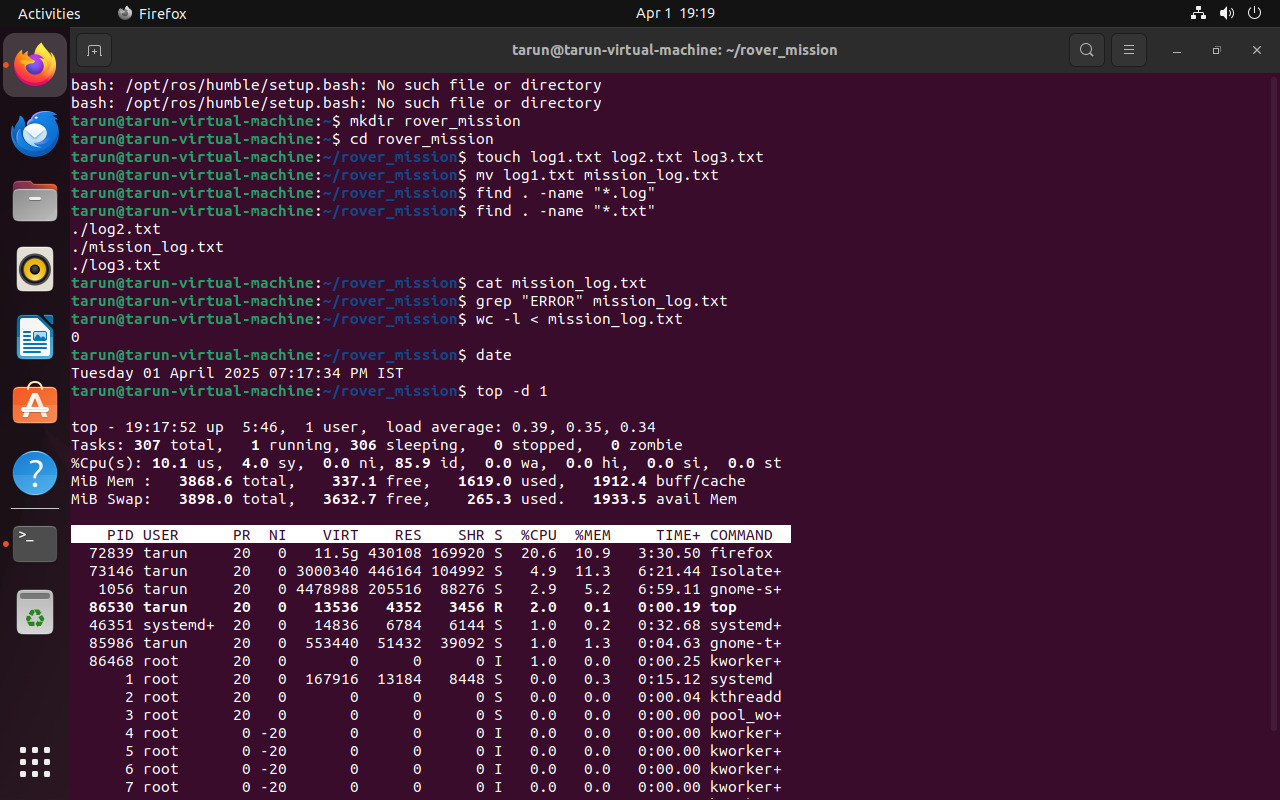 Activities Firefox Apr 1 19:19
tarun@tarun-virtual-machine: ~/rover_mission
bash: /opt/ros/humble/setup.bash: No such file or directory
bash: /opt/ros/humble/setup.bash: No such file or directory
tarun@tarun-virtual-machine:~$ mkdir rover_mission
tarun@tarun-virtual-machine:~$ cd rover_mission
tarun@tarun-virtual-machine:~/rover_mission$ touch log1.txt log2.txt log3.txt
tarun@tarun-virtual-machine:~/rover_mission$ mv log1.txt mission_log.txt
tarun@tarun-virtual-machine:~/rover_mission$ find . -name "*.log"
tarun@tarun-virtual-machine:~/rover_mission$ find . -name "*.txt"
./log2.txt
./mission_log.txt
./log3.txt
tarun@tarun-virtual-machine:~/rover_mission$ cat mission_log.txt
tarun@tarun-virtual-machine:~/rover_mission$ grep "ERROR" mission_log.txt
tarun@tarun-virtual-machine:~/rover_mission$ wc -l < mission_log.txt
0
tarun@tarun-virtual-machine:~/rover_mission$ date
Tuesday 01 April 2025 07:17:34 PM IST
tarun@tarun-virtual-machine:~/rover_mission$ top -d 1
top - 19:17:52 up  5:46,  1 user,  load average: 0.39, 0.35, 0.34
Tasks: 307 total,   1 running, 306 sleeping,   0 stopped,   0 zombie
%Cpu(s): 10.1 us,  4.0 sy,  0.0 ni, 85.9 id,  0.0 wa,  0.0 hi,  0.0 si,  0.0 st
MiB Mem :   3868.6 total,    337.1 free,   1619.0 used,   1912.4 buff/cache
MiB Swap:   3898.0 total,   3632.7 free,    265.3 used.   1933.5 avail Mem
PID USER      PR  NI    VIRT    RES    SHR S  %CPU  %MEM     TIME+ COMMAND
72839 tarun     20   0   11.5g 430108 169920 S  20.6  10.9   3:30.50 firefox
73146 tarun     20   0 3000340 446164 104992 S   4.9  11.3   6:21.44 Isolate+
1056 tarun     20   0 4478988 205516  88276 S   2.9   5.2   6:59.11 gnome-s+
86530 tarun     20   0   13536   4352   3456 R   2.0   0.1   0:00.19 top
46351 systemd+  20   0   14836   6784   6144 S   1.0   0.2   0:32.68 systemd+
85986 tarun     20   0  553440  51432  39092 S   1.0   1.3   0:04.63 gnome-t+
86468 root      20   0       0      0      0 I   1.0   0.0   0:00.25 kworker+
1 root      20   0  167916  13184   8448 S   0.0   0.3   0:15.12 systemd
2 root      20   0       0      0      0 S   0.0   0.0   0:00.04 kthreadd
3 root      20   0       0      0      0 S   0.0   0.0   0:00.00 pool_wo+
4 root       0 -20       0      0      0 I   0.0   0.0   0:00.00 kworker+
5 root       0 -20       0      0      0 I   0.0   0.0   0:00.00 kworker+
6 root       0 -20       0      0      0 I   0.0   0.0   0:00.00 kworker+
7 root       0 -20       0      0      0 I   0.0   0.0   0:00.00 kworker+